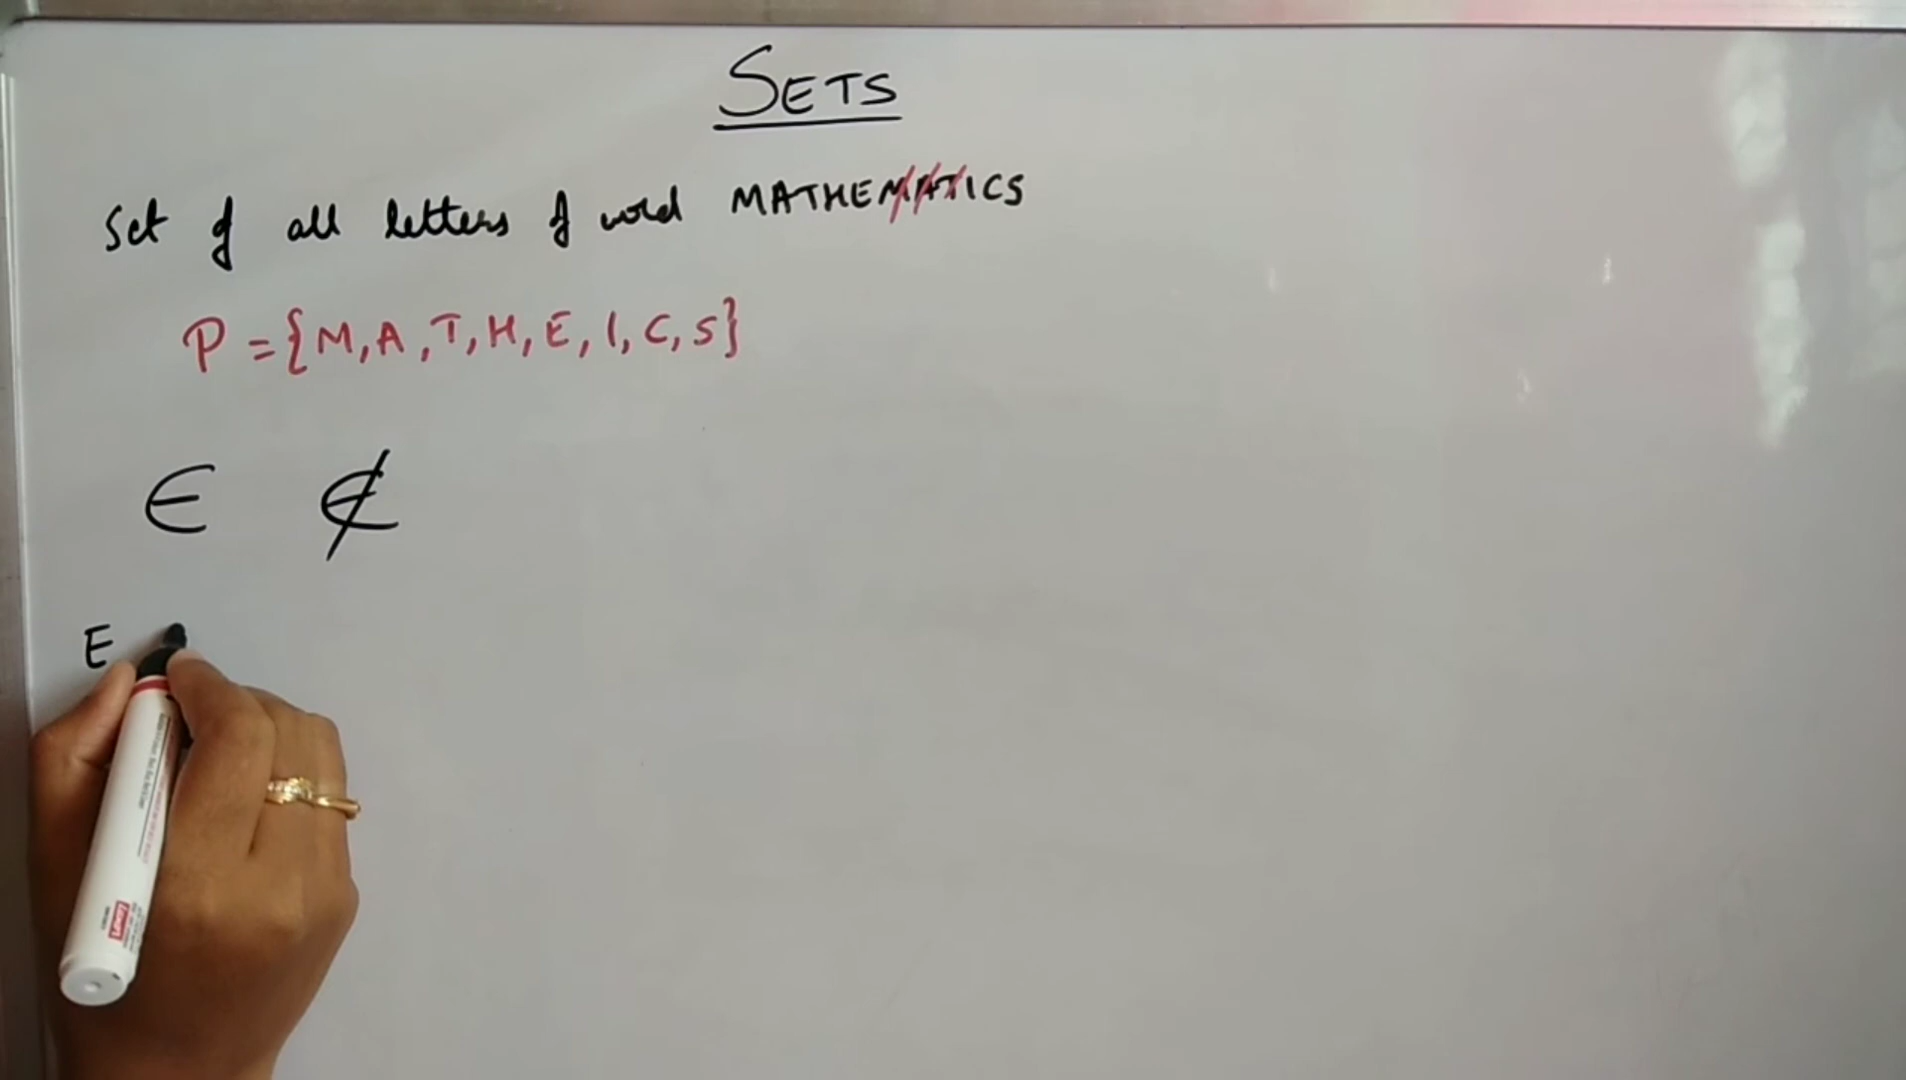 SETS
Set of all letters of word MATHEMATICS
P = {M, A, T, H, E, I, C, S}
∈ ∉
E